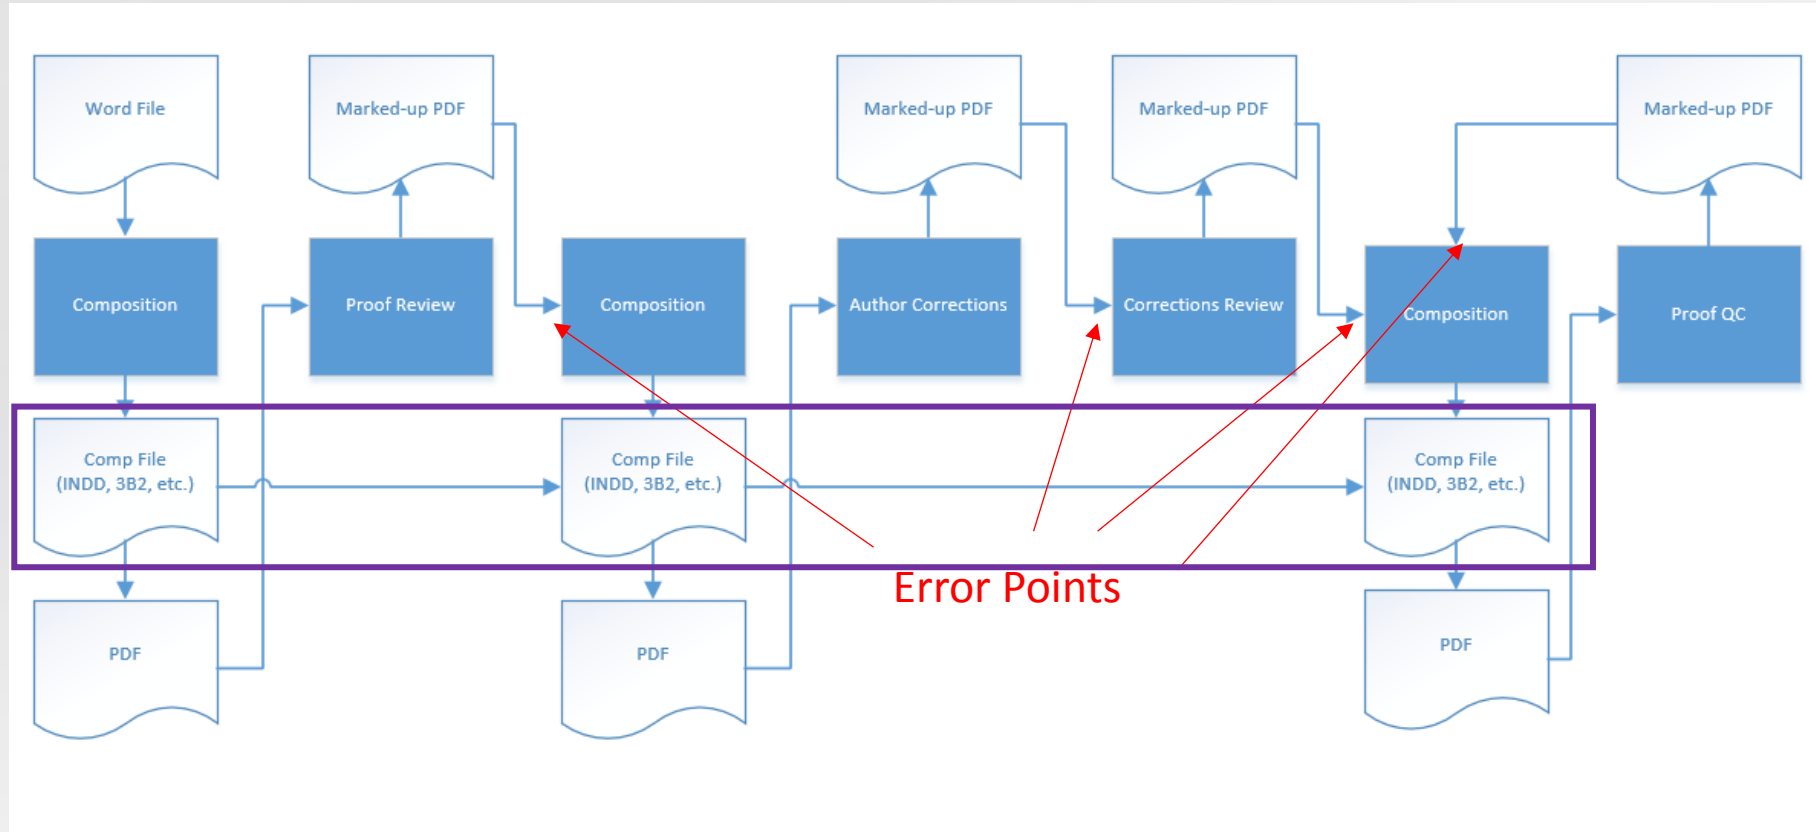 Word File
Marked-up PDF
Marked-up PDF
Marked-up PDF
Marked-up PDF
Composition
Proof Review
Composition
Author Corrections
Corrections Review
Composition
Proof QC
Comp File
(INDD, 3B2, etc.)
Comp File
(INDD, 3B2, etc.)
Comp File
(INDD, 3B2, etc.)
Error Points
PDF
PDF
PDF